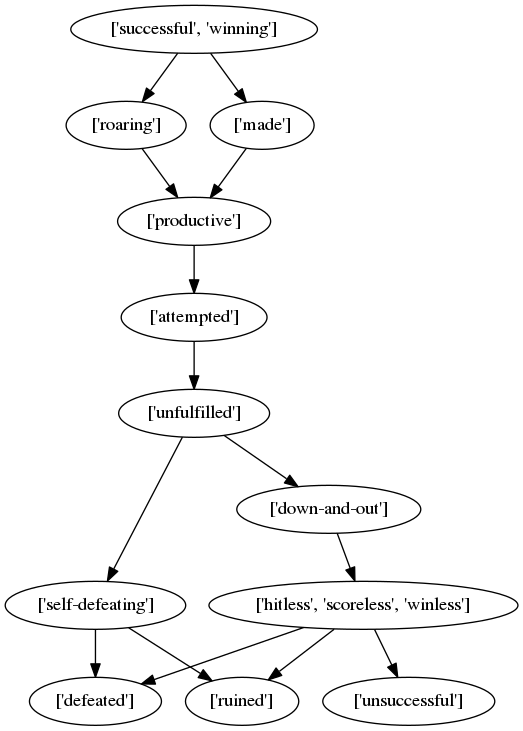 ['successful', 'winning']
['roaring']
['made']
['productive']
['attempted']
['unfulfilled']
['down-and-out']
['self-defeating']
['hitless', 'scoreless', 'winless']
['defeated']
['ruined']
['unsuccessful']